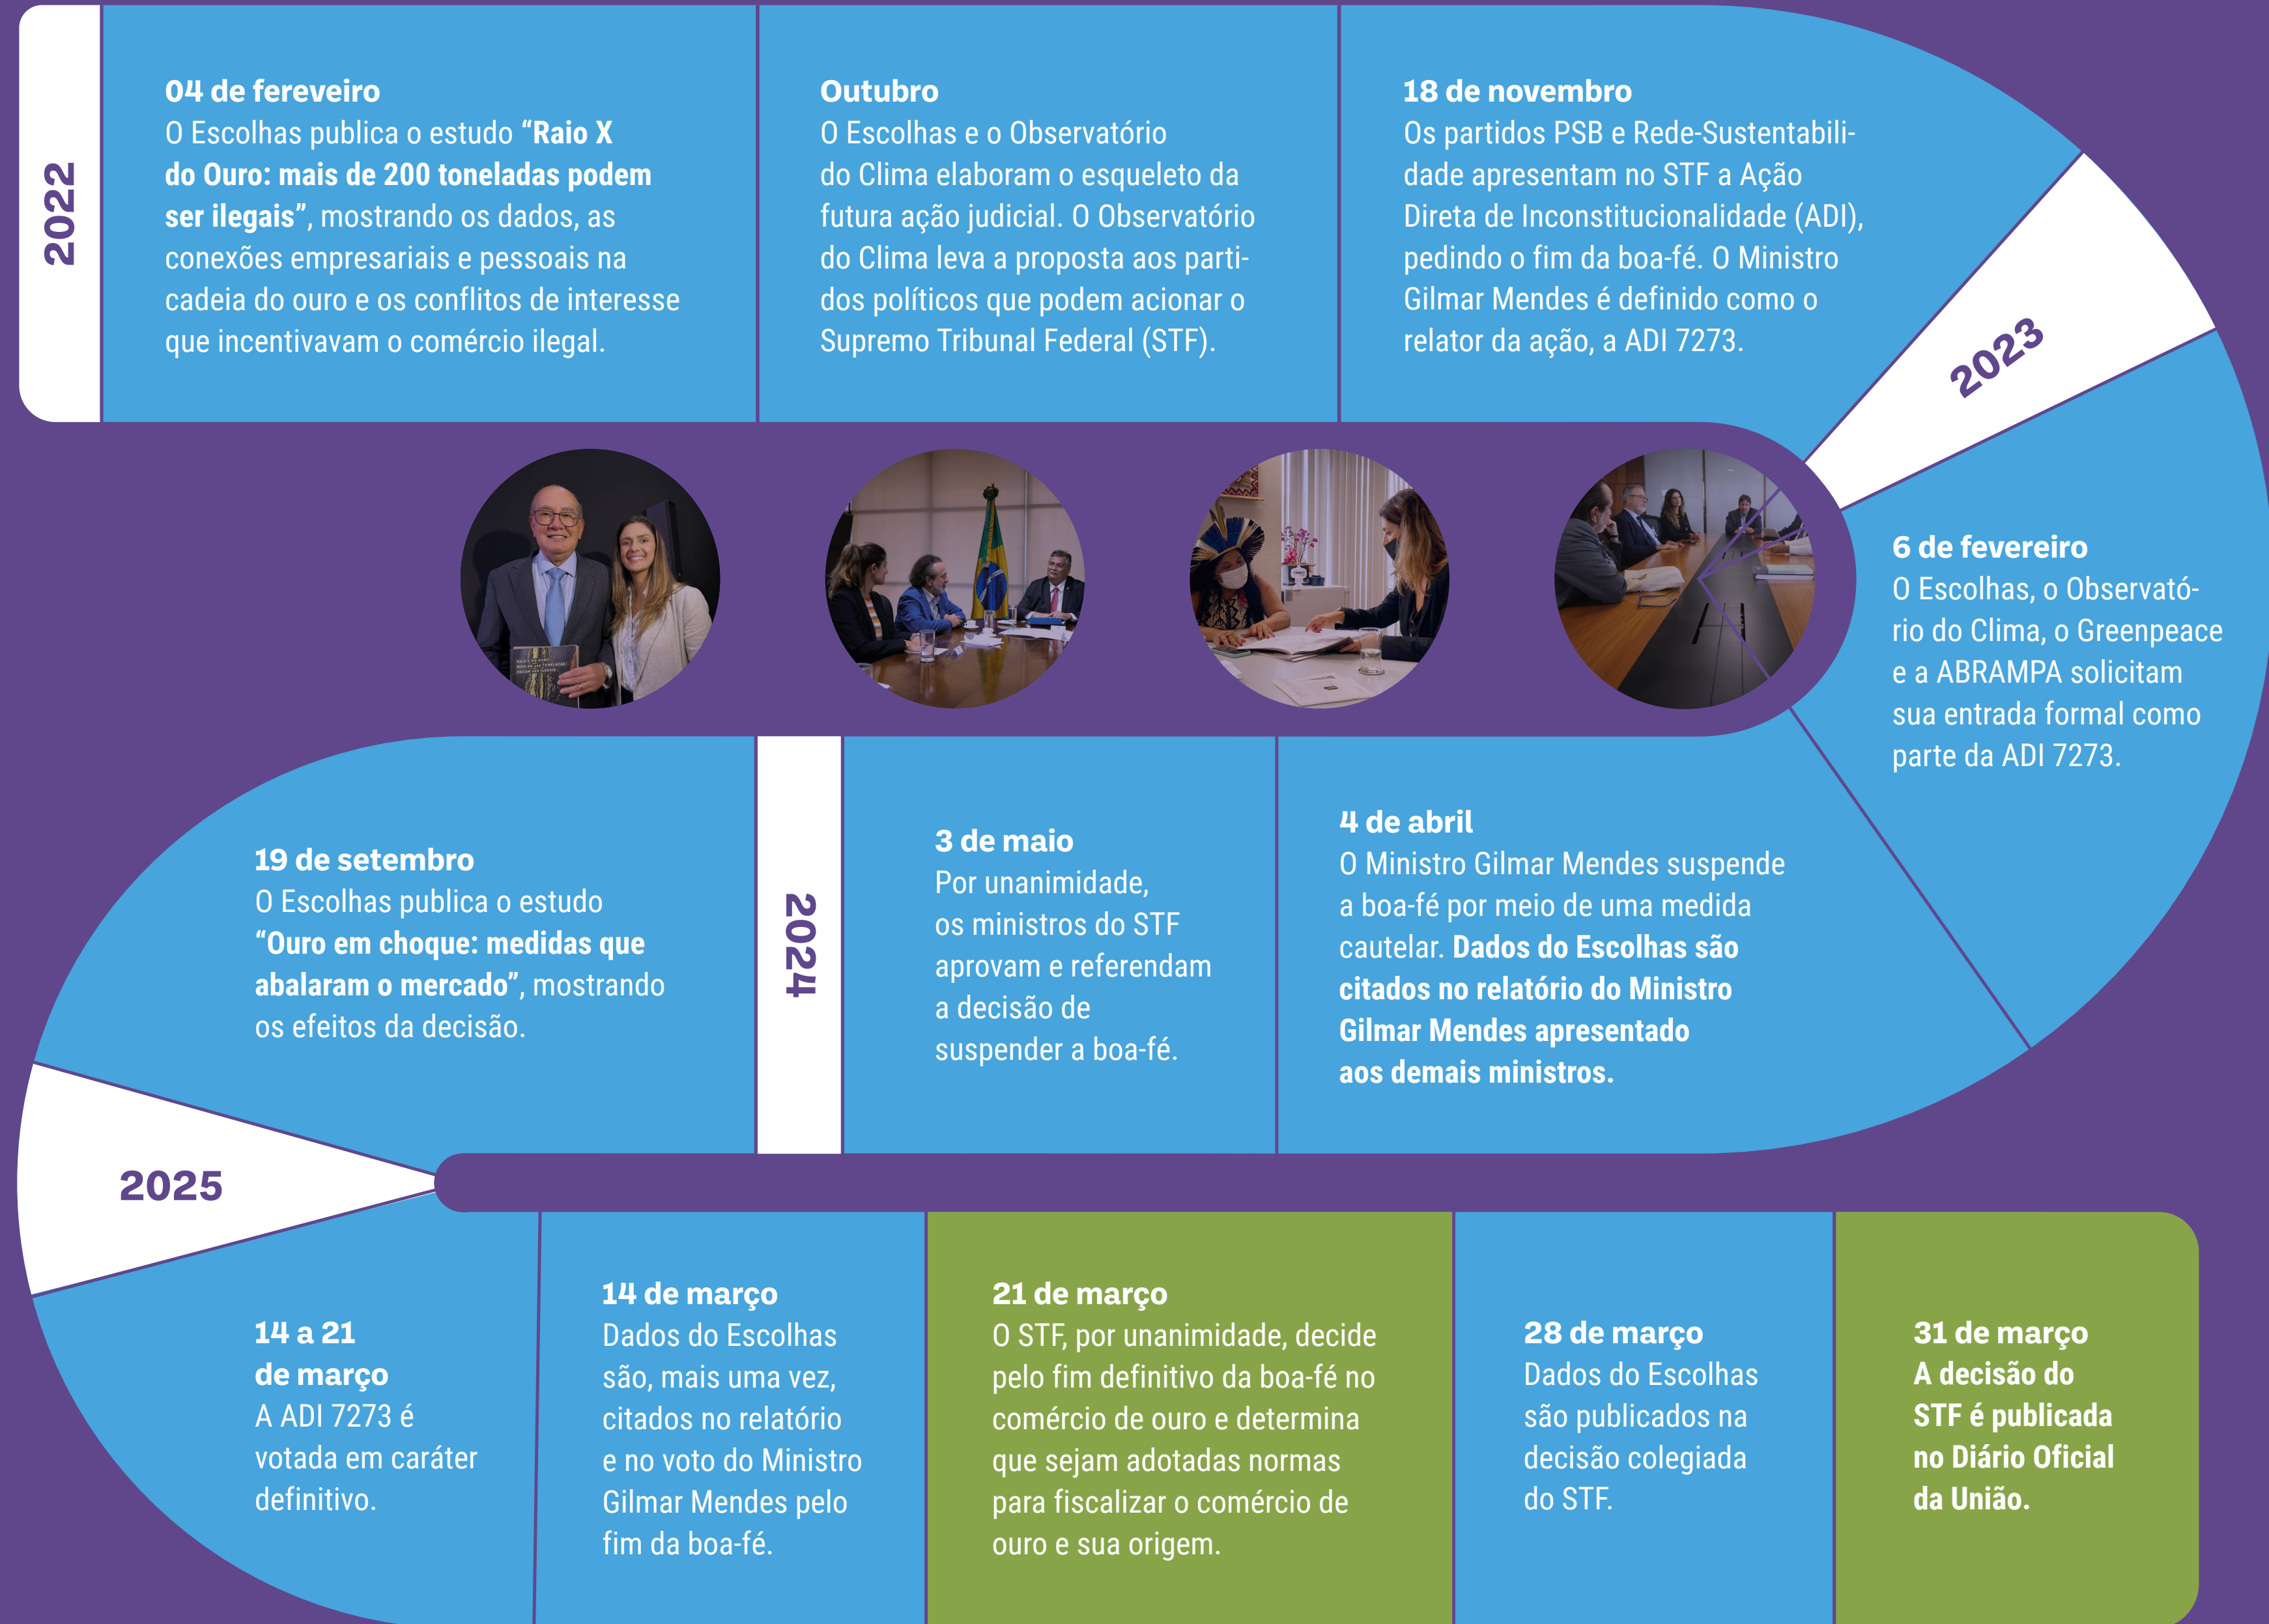 2022
04 de fereveiro
O Escolhas publica o estudo “Raio X
do Ouro: mais de 200 toneladas podem
ser ilegais”, mostrando os dados, as
conexões empresariais e pessoais na
cadeia do ouro e os conflitos de interesse
que incentivavam o comércio ilegal.
Outubro
O Escolhas e o Observatório
do Clima elaboram o esqueleto da
futura ação judicial. O Observatório
do Clima leva a proposta aos parti-
dos políticos que podem acionar o
Supremo Tribunal Federal (STF).
18 de novembro
Os partidos PSB e Rede-Sustentabili-
dade apresentam no STF a Ação
Direta de Inconstitucionalidade (ADI),
pedindo o fim da boa-fé. O Ministro
Gilmar Mendes é definido como o
relator da ação, a ADI 7273.
2023
6 de fevereiro
O Escolhas, o Observató-
rio do Clima, o Greenpeace
e a ABRAMPA solicitam
sua entrada formal como
parte da ADI 7273.
4 de abril
O Ministro Gilmar Mendes suspende
a boa-fé por meio de uma medida
cautelar. Dados do Escolhas são
citados no relatório do Ministro
Gilmar Mendes apresentado
aos demais ministros.
3 de maio
Por unanimidade,
os ministros do STF
aprovam e referendam
a decisão de
suspender a boa-fé.
2024
19 de setembro
O Escolhas publica o estudo
“Ouro em choque: medidas que
abalaram o mercado”, mostrando
os efeitos da decisão.
2025
14 a 21
de março
A ADI 7273 é
votada em caráter
definitivo.
14 de março
Dados do Escolhas
são, mais uma vez,
citados no relatório
e no voto do Ministro
Gilmar Mendes pelo
fim da boa-fé.
21 de março
O STF, por unanimidade, decide
pelo fim definitivo da boa-fé no
comércio de ouro e determina
que sejam adotadas normas
para fiscalizar o comércio de
ouro e sua origem.
28 de março
Dados do Escolhas
são publicados na
decisão colegiada
do STF.
31 de março
A decisão do
STF é publicada
no Diário Oficial
da União.